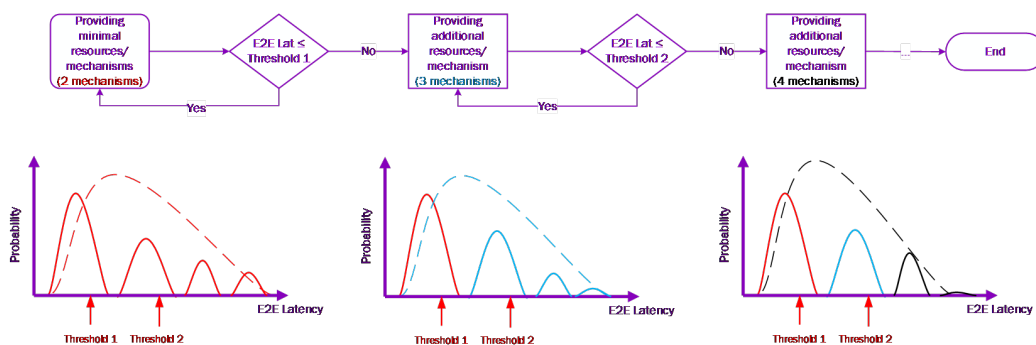 Providing
minimal
resources/
mechanisms
(2 mechanisms)
E2E Lat ≤
Threshold 1
No
Yes
Providing
additional
resources/
mechanism
(3 mechanisms)
E2E Lat ≤
Threshold 2
No
Yes
Providing
additional
resources/
mechanism
(4 mechanisms)
...
End
Probability
E2E Latency
Threshold 1
Threshold 2
Probability
E2E Latency
Threshold 1
Threshold 2
Probability
E2E Latency
Threshold 1
Threshold 2